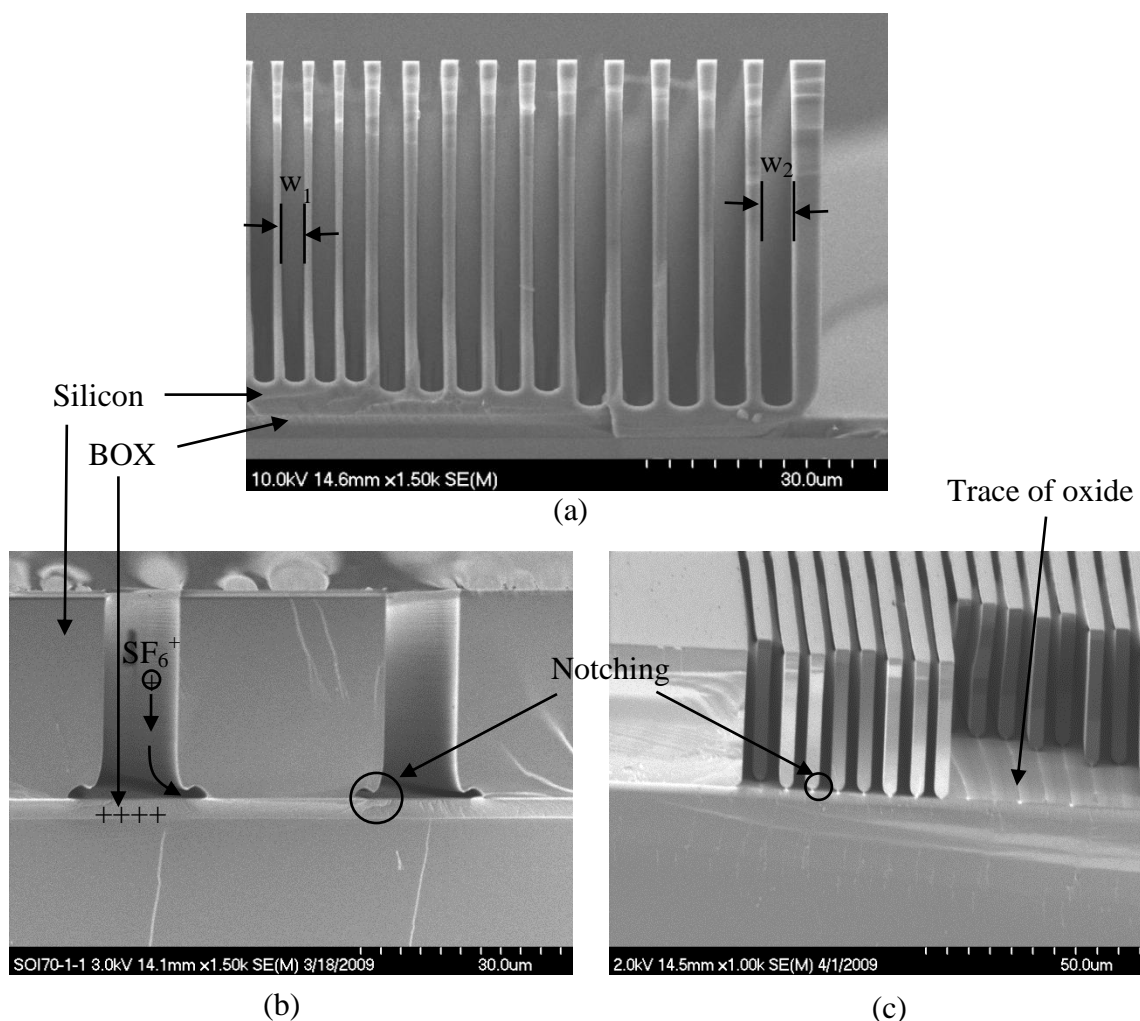 w1
w2
Silicon
BOX
10.0kV 14.6mm x1.50k SE(M)
30.0um
(a)
Trace of oxide
SF6+
Notching
++++
SOI70-1-1 3.0kV 14.1mm x1.50k SE(M) 3/18/2009
30.0um
2.0kV 14.5mm x1.00k SE(M) 4/1/2009
50.0um
(b)
(c)